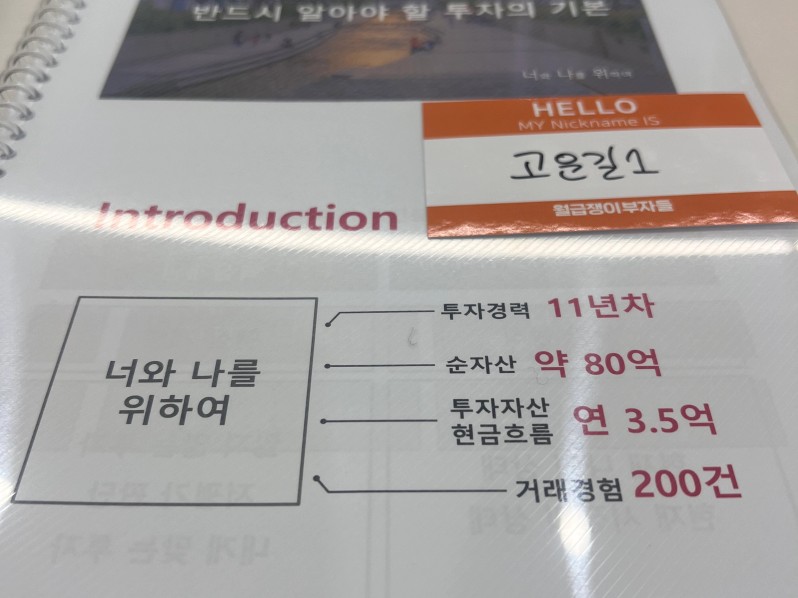 반드시 알아야 할 투자의 기본
너와 나를 위하여
HELLO
MY Nickname IS
고운길1
월급쟁이부자들
Introduction
너와 나를
위하여
투자경력 11년차
순자산 약 80억
투자자산
현금흐름 연 3.5억
거래경험 200건